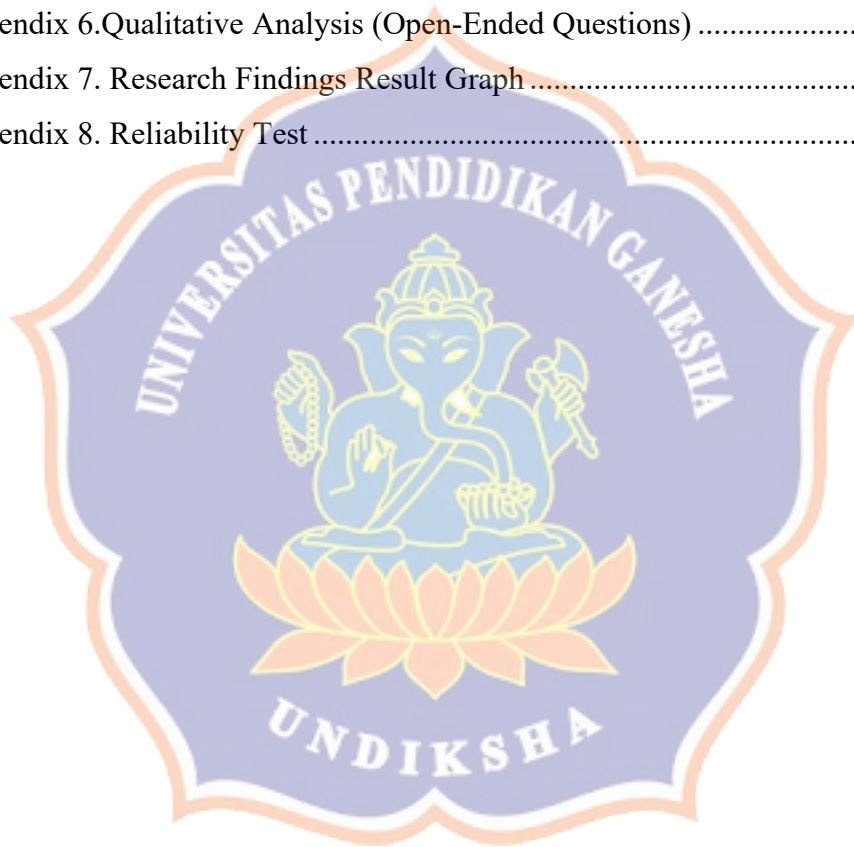 endix 6.Qualitative Analysis (Open-Ended Questions) ...................
endix 7. Research Findings Result Graph .......................................
endix 8. Reliability Test .................................................................
UNIVERSITAS PENDIDIKAN GANESHA
UNDIKSHA